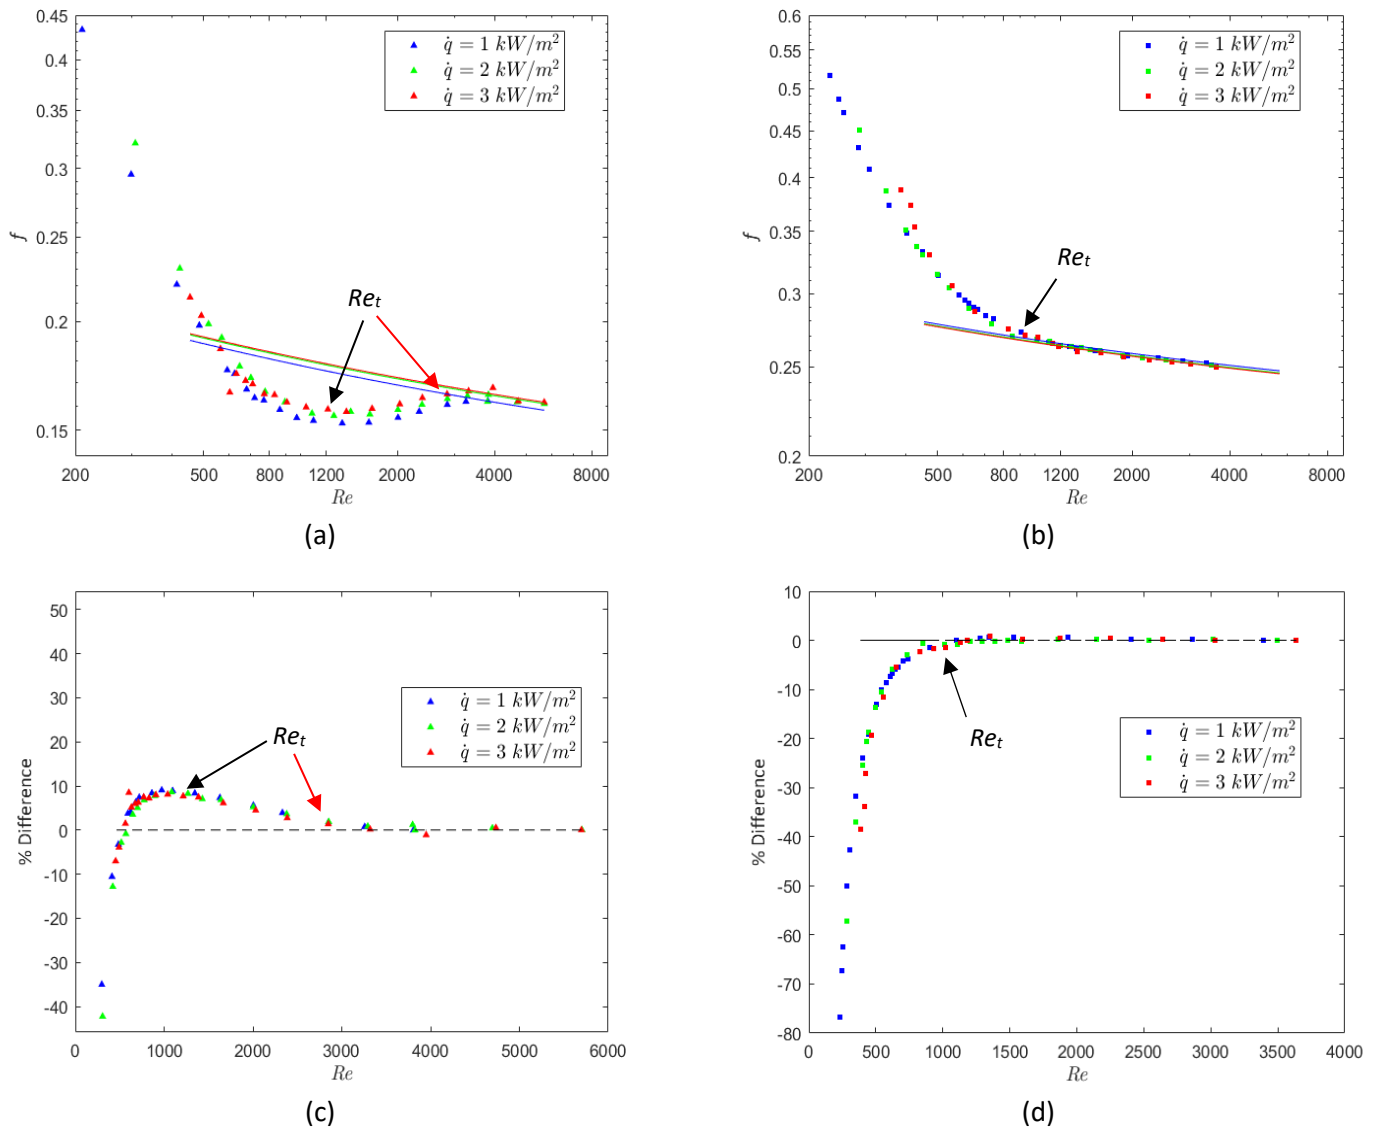 0.45
0.4
0.35
0.3
0.25
0.2
0.15
f
200
500
800
1200
2000
4000
8000
Re
q̇ = 1 kW/m²
q̇ = 2 kW/m²
q̇ = 3 kW/m²
Reₜ
(a)
0.6
0.55
0.5
0.45
0.4
0.35
0.3
0.25
0.2
f
200
500
800
1200
2000
4000
8000
Re
q̇ = 1 kW/m²
q̇ = 2 kW/m²
q̇ = 3 kW/m²
Reₜ
(b)
50
40
30
20
10
0
-10
-20
-30
-40
% Difference
0
1000
2000
3000
4000
5000
6000
Re
q̇ = 1 kW/m²
q̇ = 2 kW/m²
q̇ = 3 kW/m²
Reₜ
(c)
10
0
-10
-20
-30
-40
-50
-60
-70
-80
% Difference
0
500
1000
1500
2000
2500
3000
3500
4000
Re
q̇ = 1 kW/m²
q̇ = 2 kW/m²
q̇ = 3 kW/m²
Reₜ
(d)